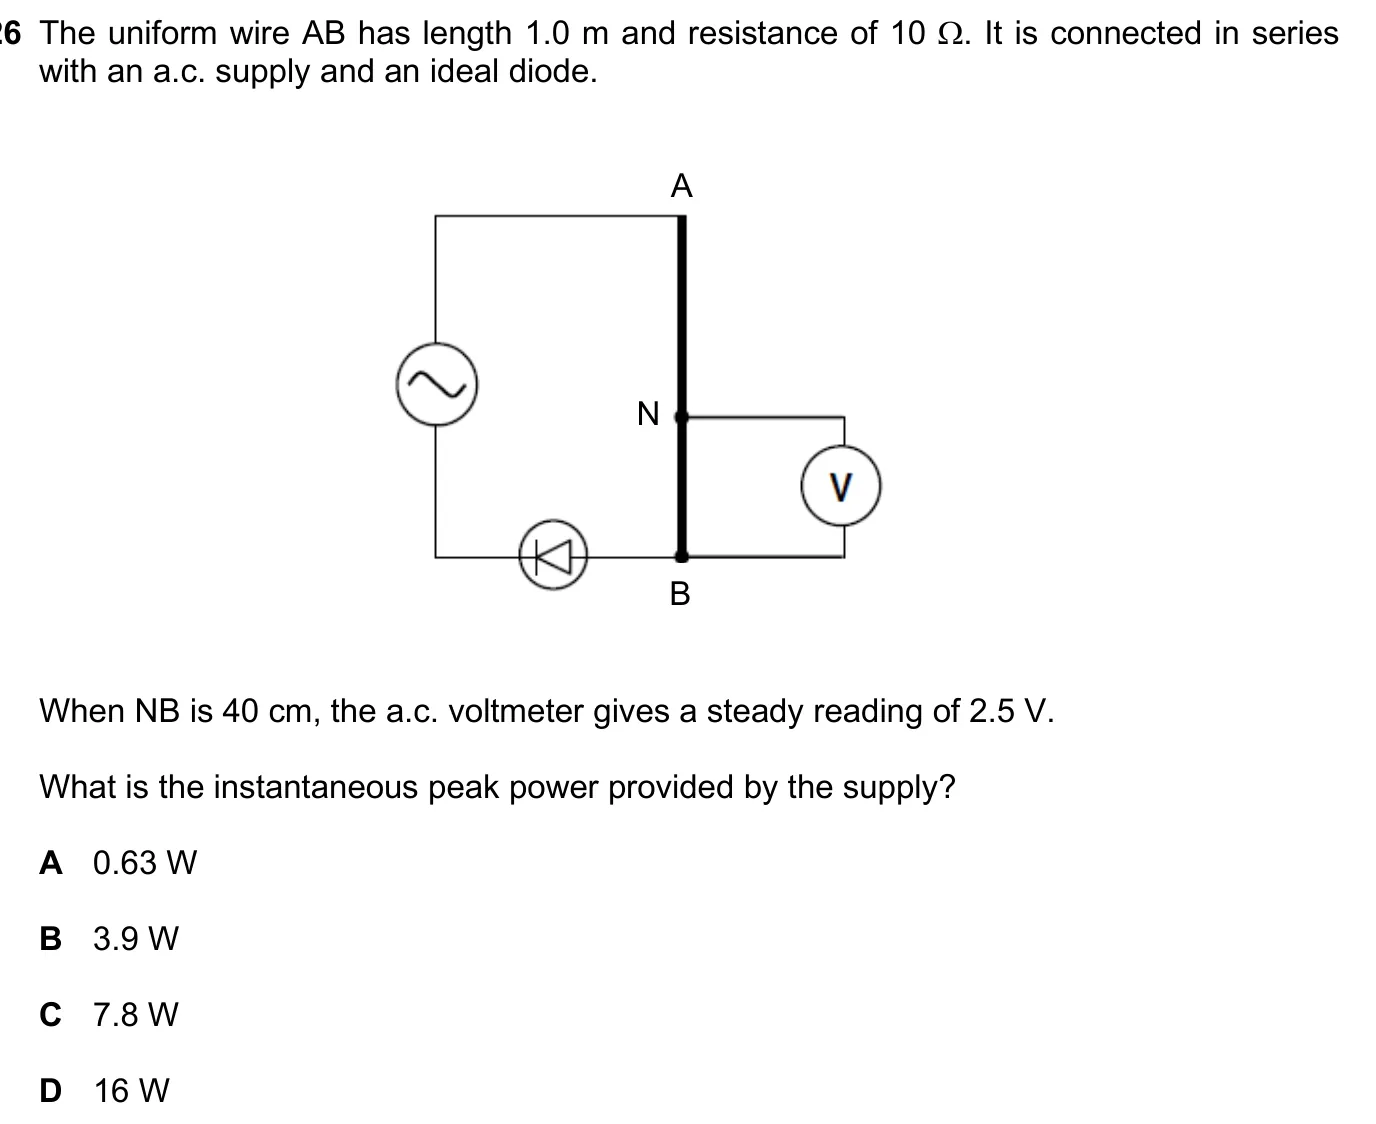 26 The uniform wire AB has length 1.0 m and resistance of 10 Ω. It is connected in series
with an a.c. supply and an ideal diode.
A
N
V
B
When NB is 40 cm, the a.c. voltmeter gives a steady reading of 2.5 V.
What is the instantaneous peak power provided by the supply?
A 0.63 W
B 3.9 W
C 7.8 W
D 16 W